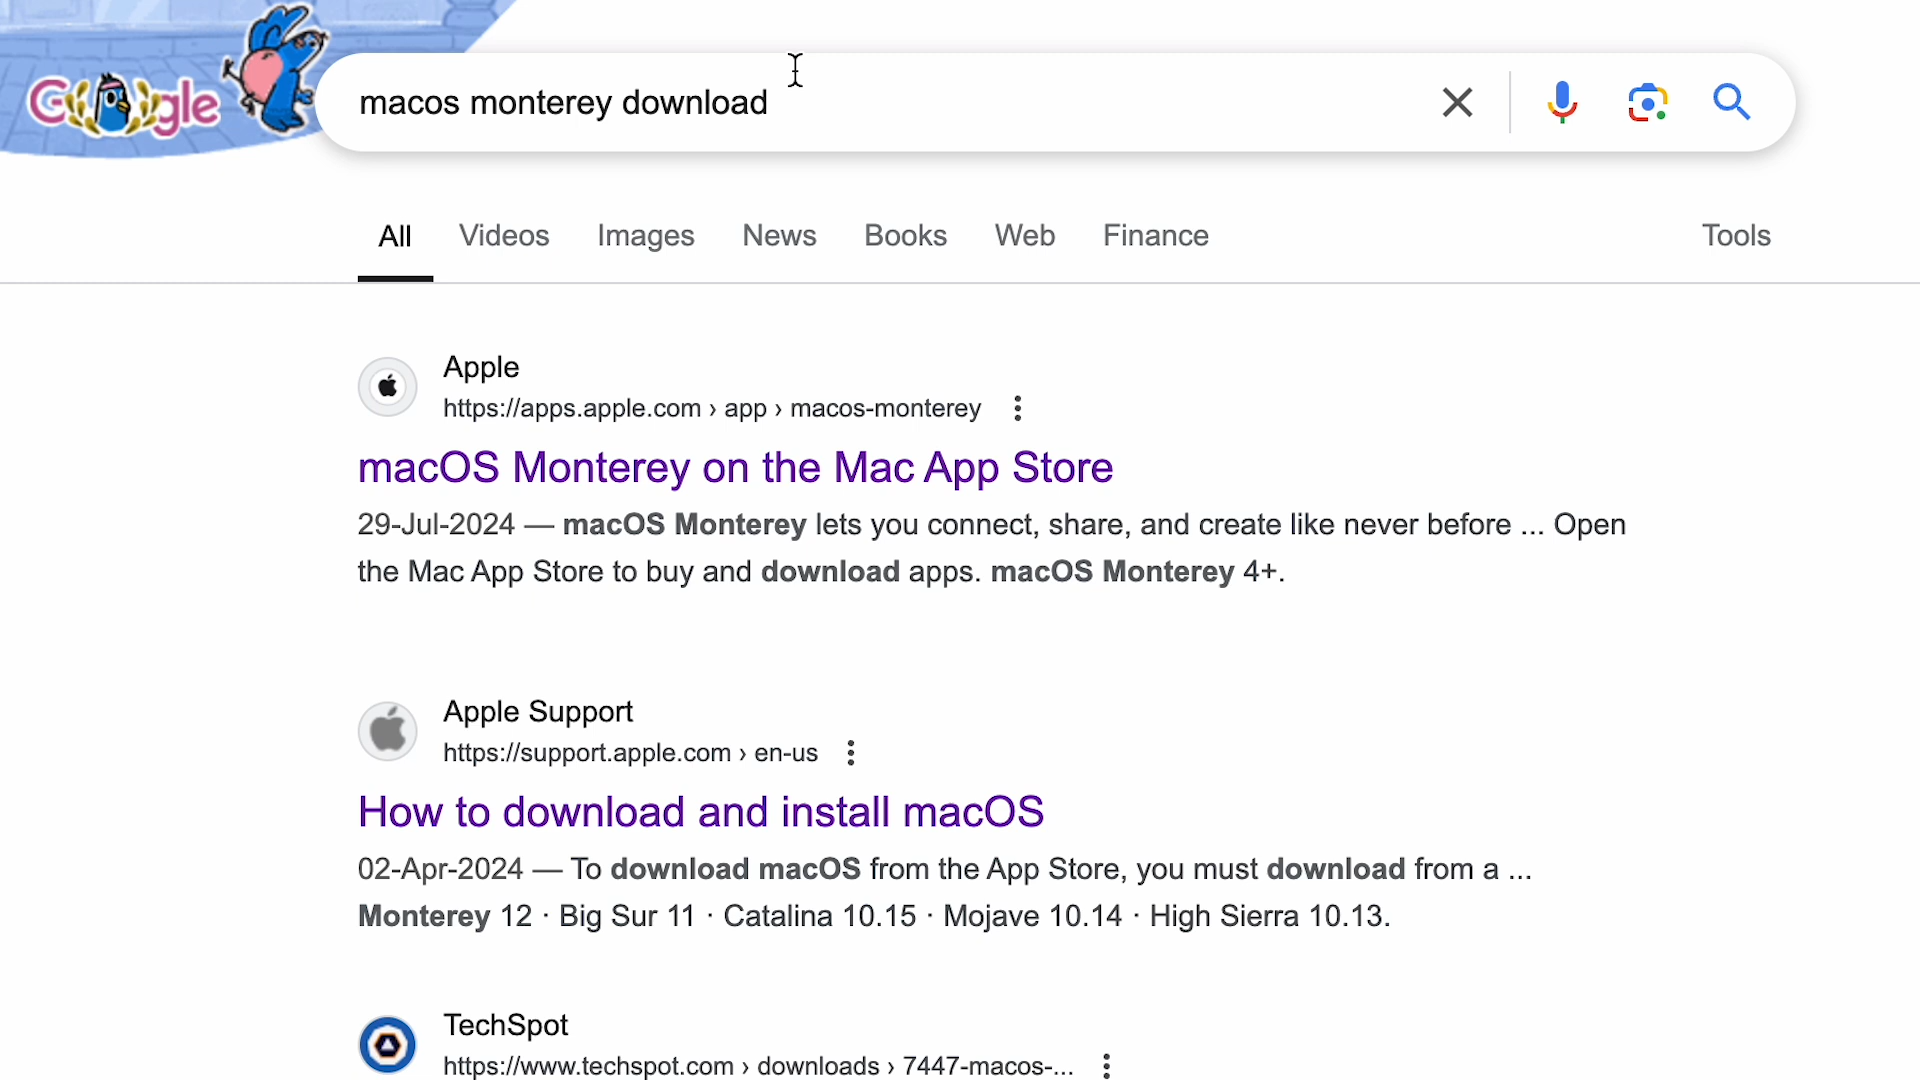 Google
macos monterey download
All Videos Images News Books Web Finance Tools
Apple
https://apps.apple.com › app › macos-monterey
macOS Monterey on the Mac App Store
29-Jul-2024 — macOS Monterey lets you connect, share, and create like never before ... Open
the Mac App Store to buy and download apps. macOS Monterey 4+.
Apple Support
https://support.apple.com › en-us
How to download and install macOS
02-Apr-2024 — To download macOS from the App Store, you must download from a ...
Monterey 12 · Big Sur 11 · Catalina 10.15 · Mojave 10.14 · High Sierra 10.13.
TechSpot
https://www.techspot.com › downloads › 7447-macos-...